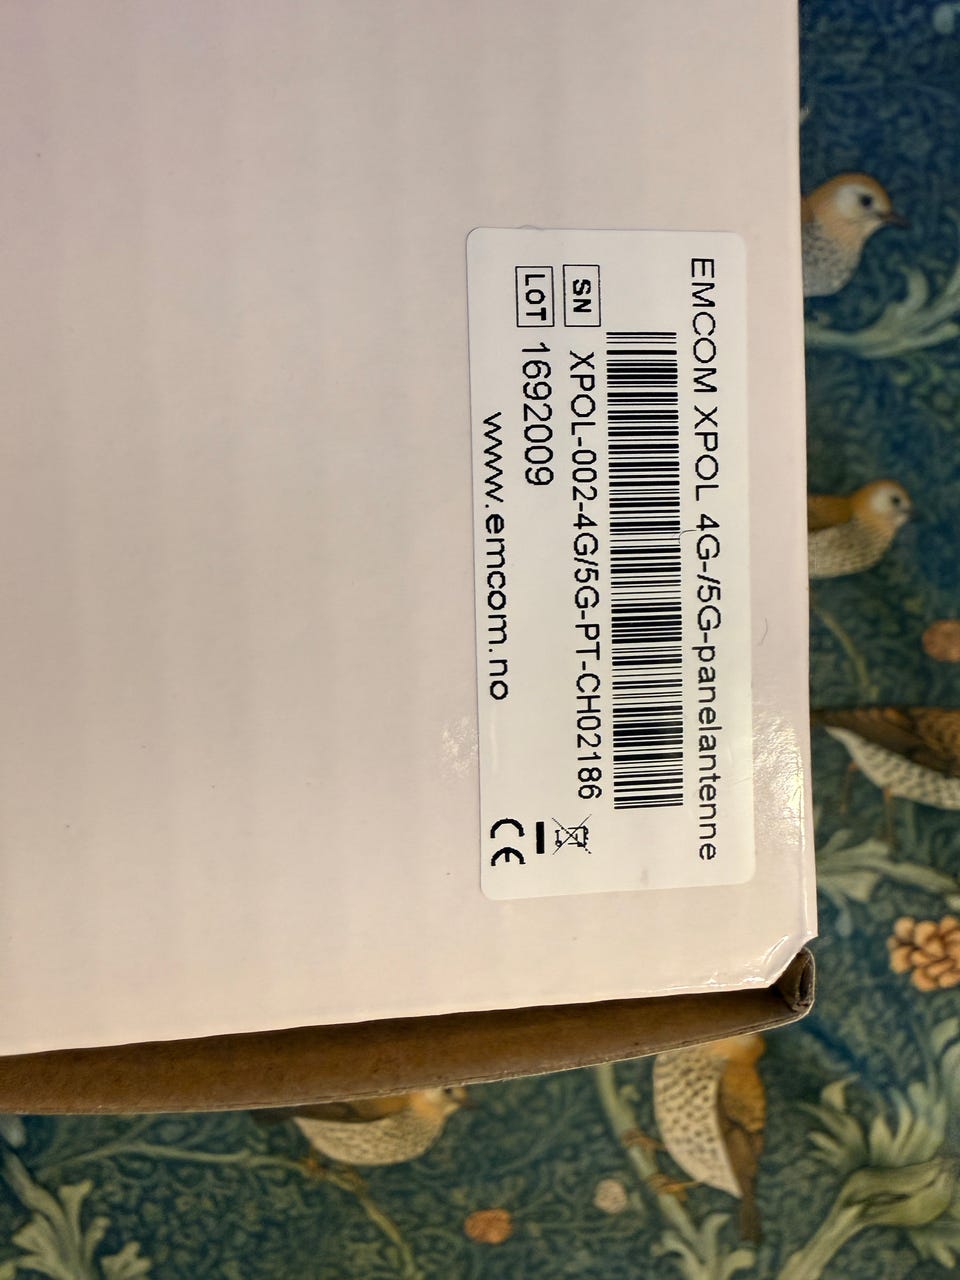 EMCOM XPOL 4G-/5G-panelantenne
SN XPOL-002-4G/5G-PT-CH02186
LOT 1692009
www.emcom.no
CE